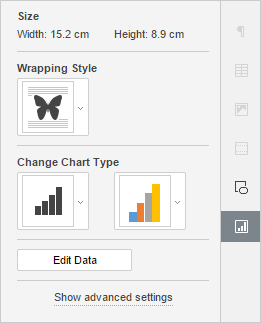 Size
Width: 15.2 cm Height: 8.9 cm
Wrapping Style
Change Chart Type
Edit Data
Show advanced settings